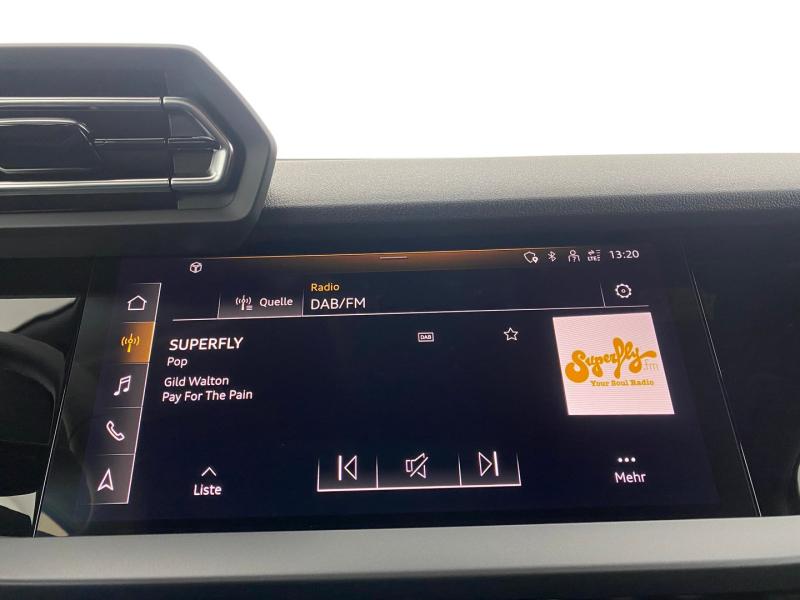 LTE
13:20
Quelle
Radio
DAB/FM
SUPERFLY
DAB
Pop
Gild Walton
Pay For The Pain
Superfly.fm
Your Soul Radio
Liste
Mehr